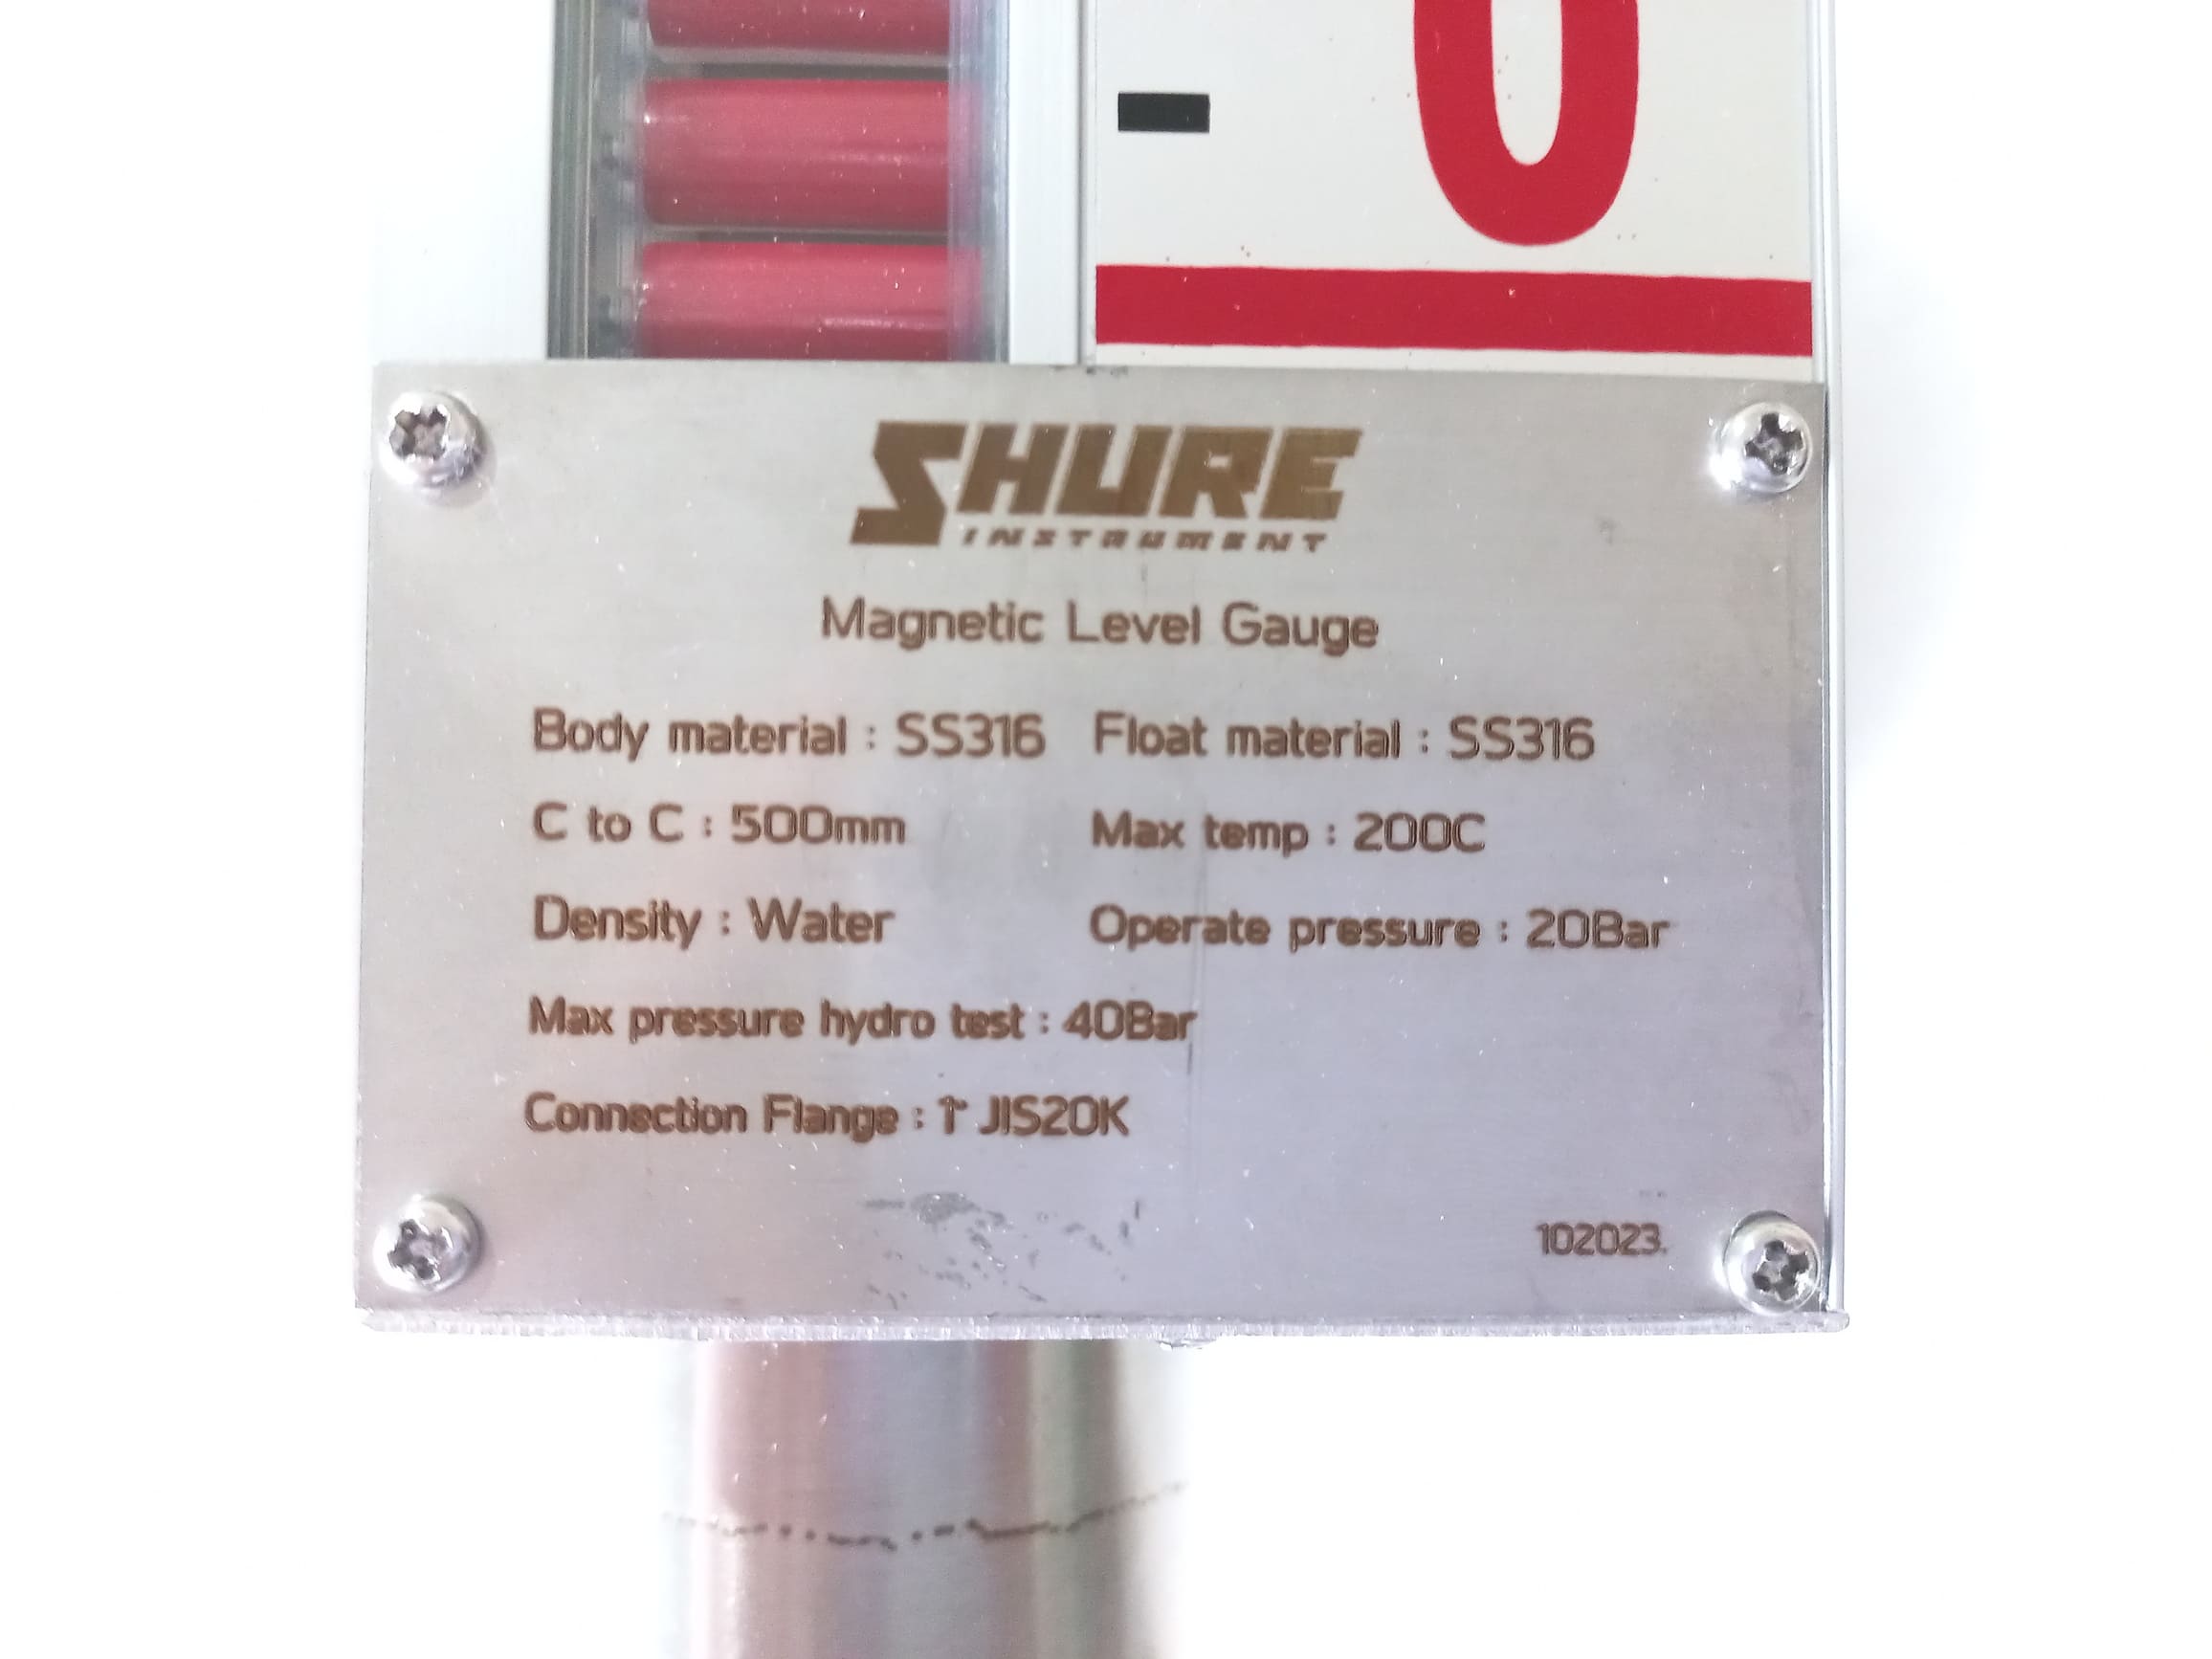 0
SHURE
INSTRUMENT
Magnetic Level Gauge
Body material : SS316 Float material : SS316
C to C : 500mm Max temp : 200C
Density : Water Operate pressure : 20Bar
Max pressure hydro test : 40Bar
Connection Flange : 1" JIS20K
102023.